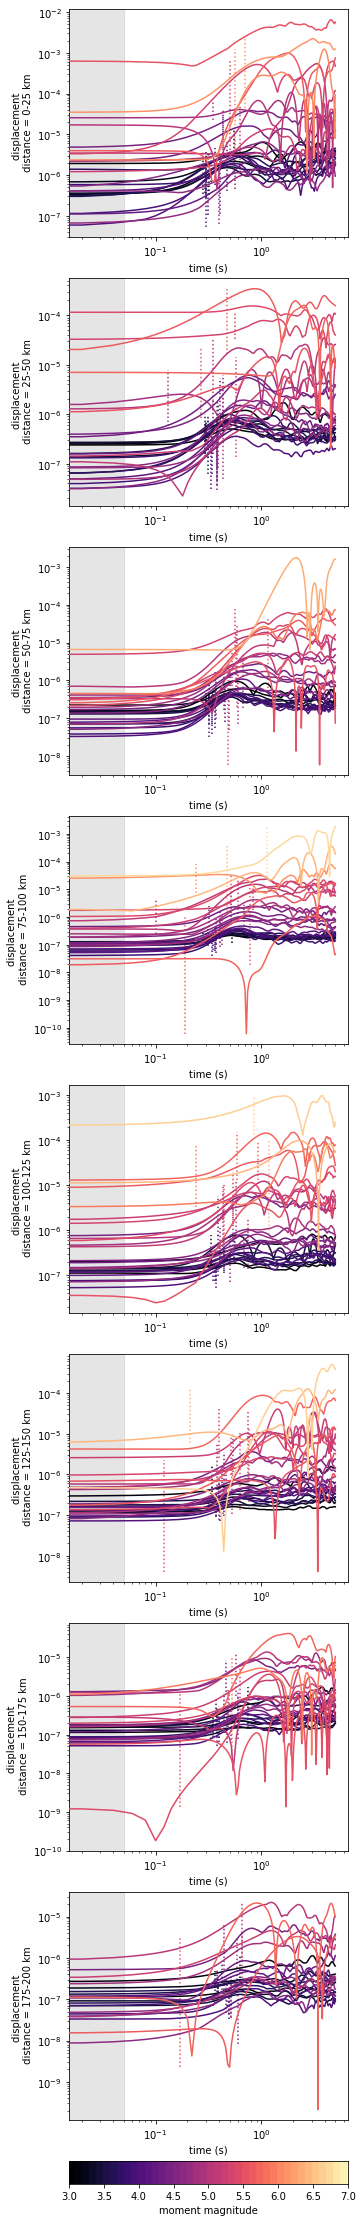 10⁻²
10⁻³
10⁻⁴
10⁻⁵
10⁻⁶
10⁻⁷
displacement
distance = 0-25 km
10⁻¹ 10⁰
time (s)
10⁻⁴
10⁻⁵
10⁻⁶
10⁻⁷
displacement
distance = 25-50 km
10⁻¹ 10⁰
time (s)
10⁻³
10⁻⁴
10⁻⁵
10⁻⁶
10⁻⁷
10⁻⁸
displacement
distance = 50-75 km
10⁻¹ 10⁰
time (s)
10⁻³
10⁻⁴
10⁻⁵
10⁻⁶
10⁻⁷
10⁻⁸
10⁻⁹
10⁻¹⁰
displacement
distance = 75-100 km
10⁻¹ 10⁰
time (s)
10⁻³
10⁻⁴
10⁻⁵
10⁻⁶
10⁻⁷
displacement
distance = 100-125 km
10⁻¹ 10⁰
time (s)
10⁻⁴
10⁻⁵
10⁻⁶
10⁻⁷
10⁻⁸
displacement
distance = 125-150 km
10⁻¹ 10⁰
time (s)
10⁻⁵
10⁻⁶
10⁻⁷
10⁻⁸
10⁻⁹
10⁻¹⁰
displacement
distance = 150-175 km
10⁻¹ 10⁰
time (s)
10⁻⁵
10⁻⁶
10⁻⁷
10⁻⁸
10⁻⁹
displacement
distance = 175-200 km
10⁻¹ 10⁰
time (s)
3.0 3.5 4.0 4.5 5.0 5.5 6.0 6.5 7.0
moment magnitude